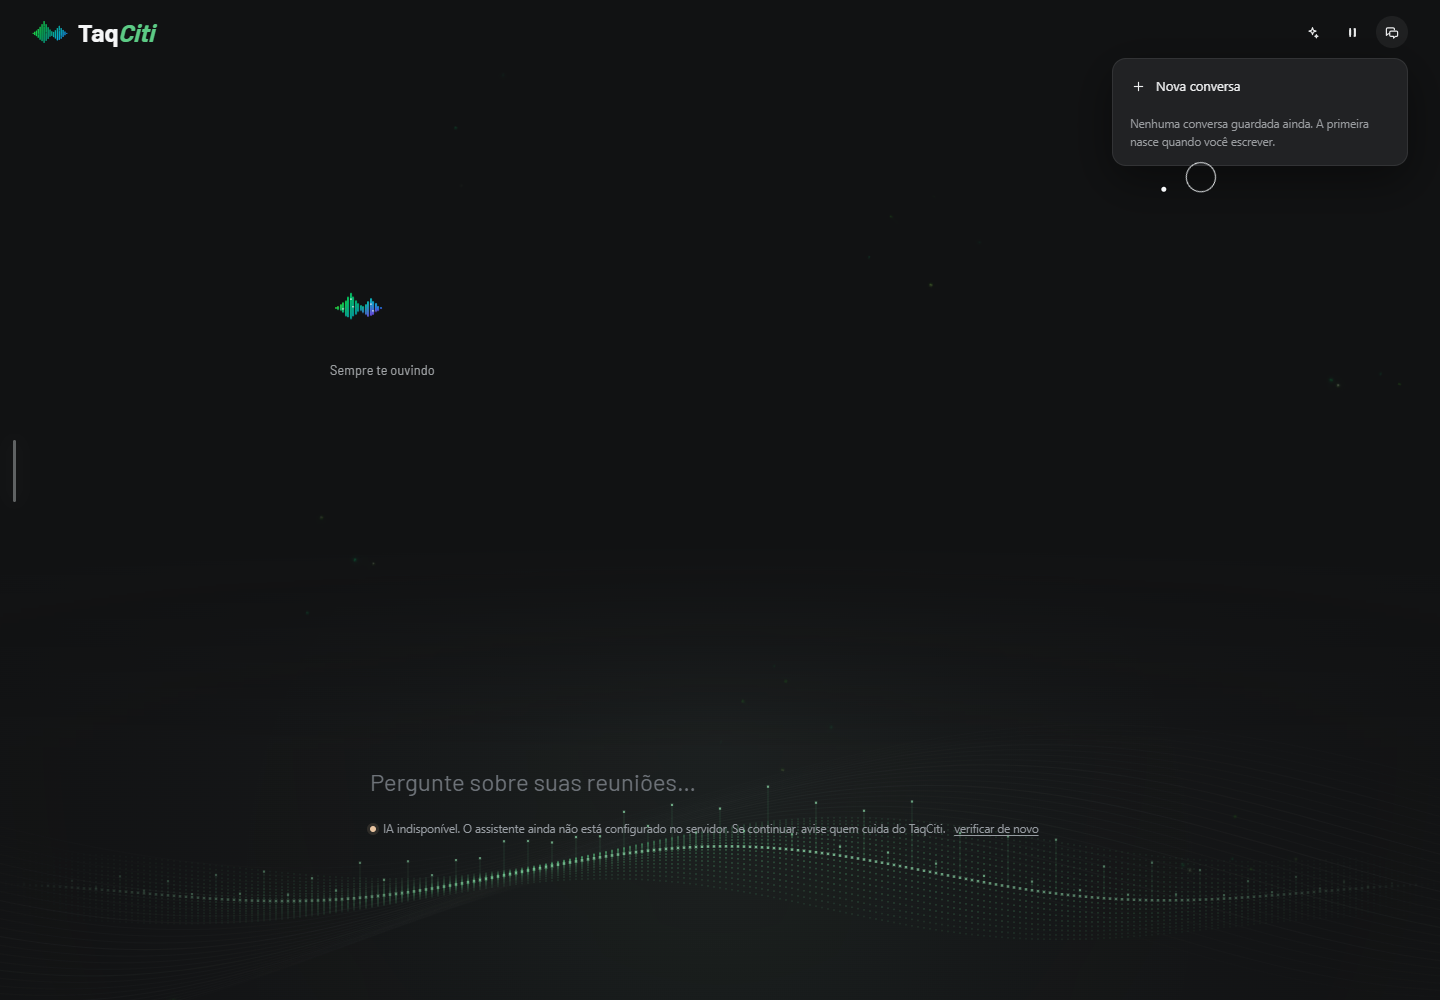 TaqCiti
Nova conversa
Nenhuma conversa guardada ainda. A primeira
nasce quando você escrever.
Sempre te ouvindo
Pergunte sobre suas reuniões...
IA indisponível. O assistente ainda não está configurado no servidor. Se continuar, avise quem cuida do TaqCiti. verificar de novo